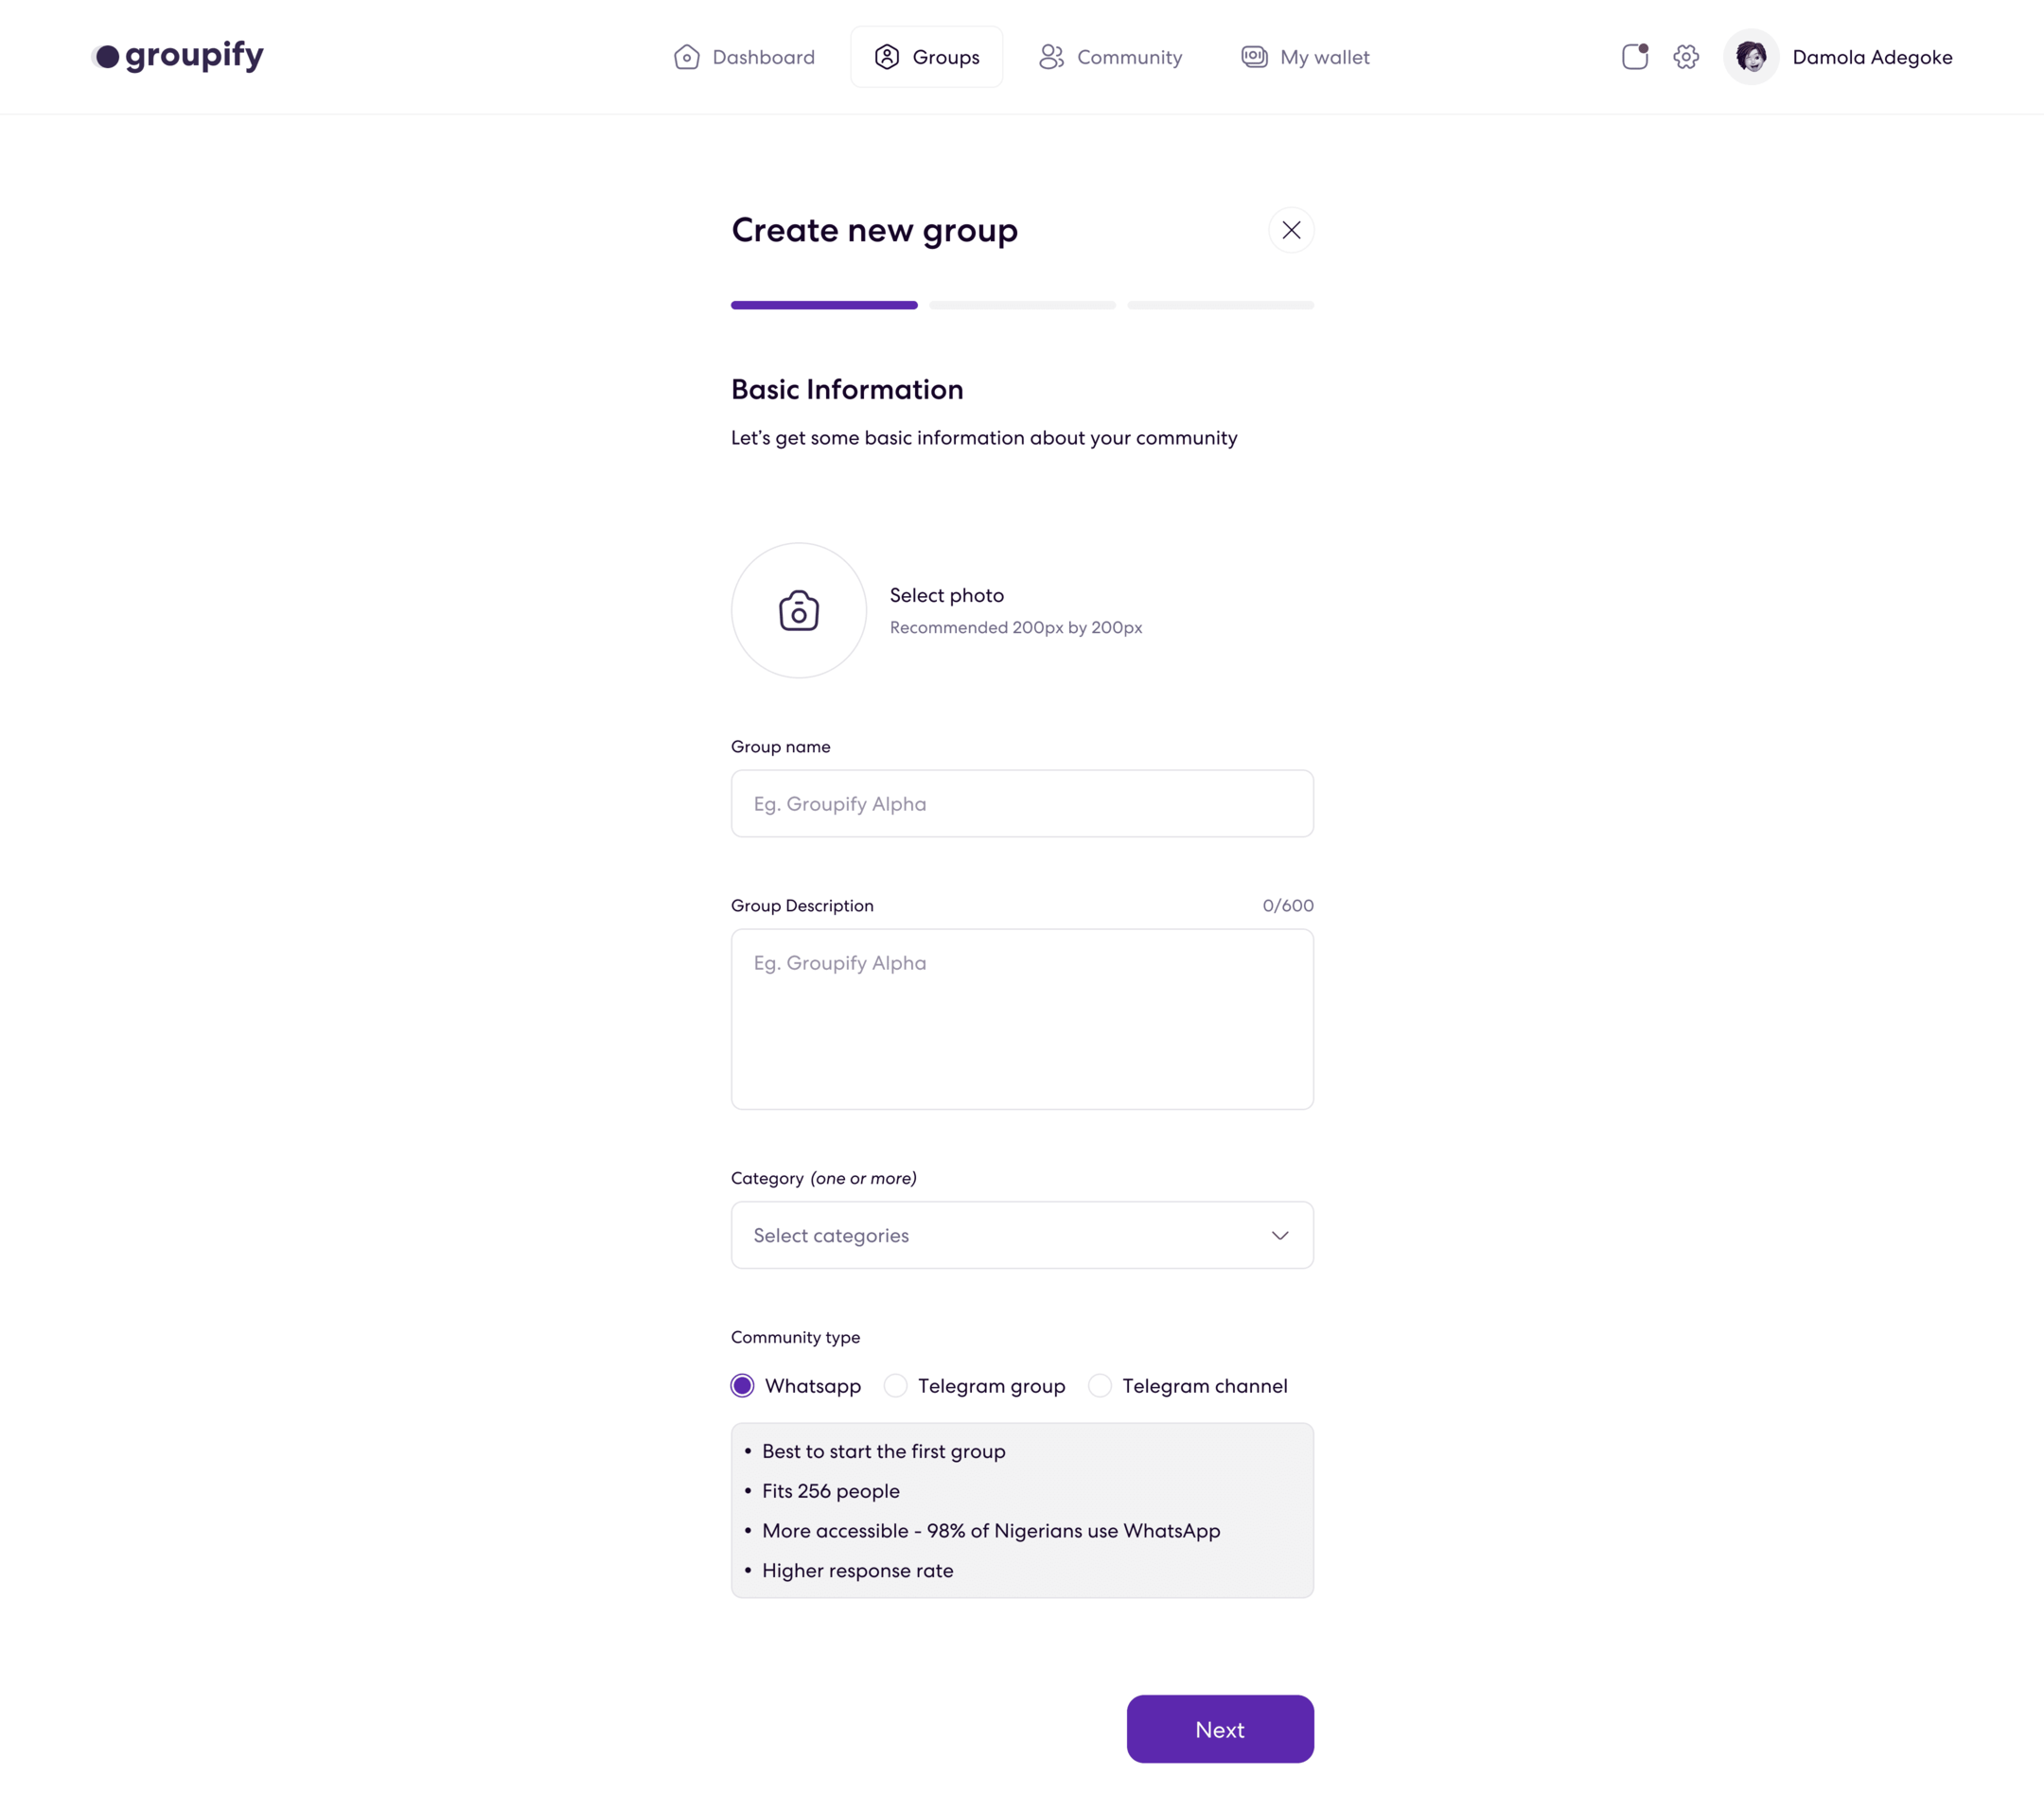 groupify
Dashboard
Groups
Community
My wallet
Damola Adegoke
Create new group
Basic Information
Let’s get some basic information about your community
Select photo
Recommended 200px by 200px
Group name
Eg. Groupify Alpha
Group Description 0/600
Eg. Groupify Alpha
Category (one or more)
Select categories
Community type
Whatsapp Telegram group Telegram channel
• Best to start the first group
• Fits 256 people
• More accessible - 98% of Nigerians use WhatsApp
• Higher response rate
Next